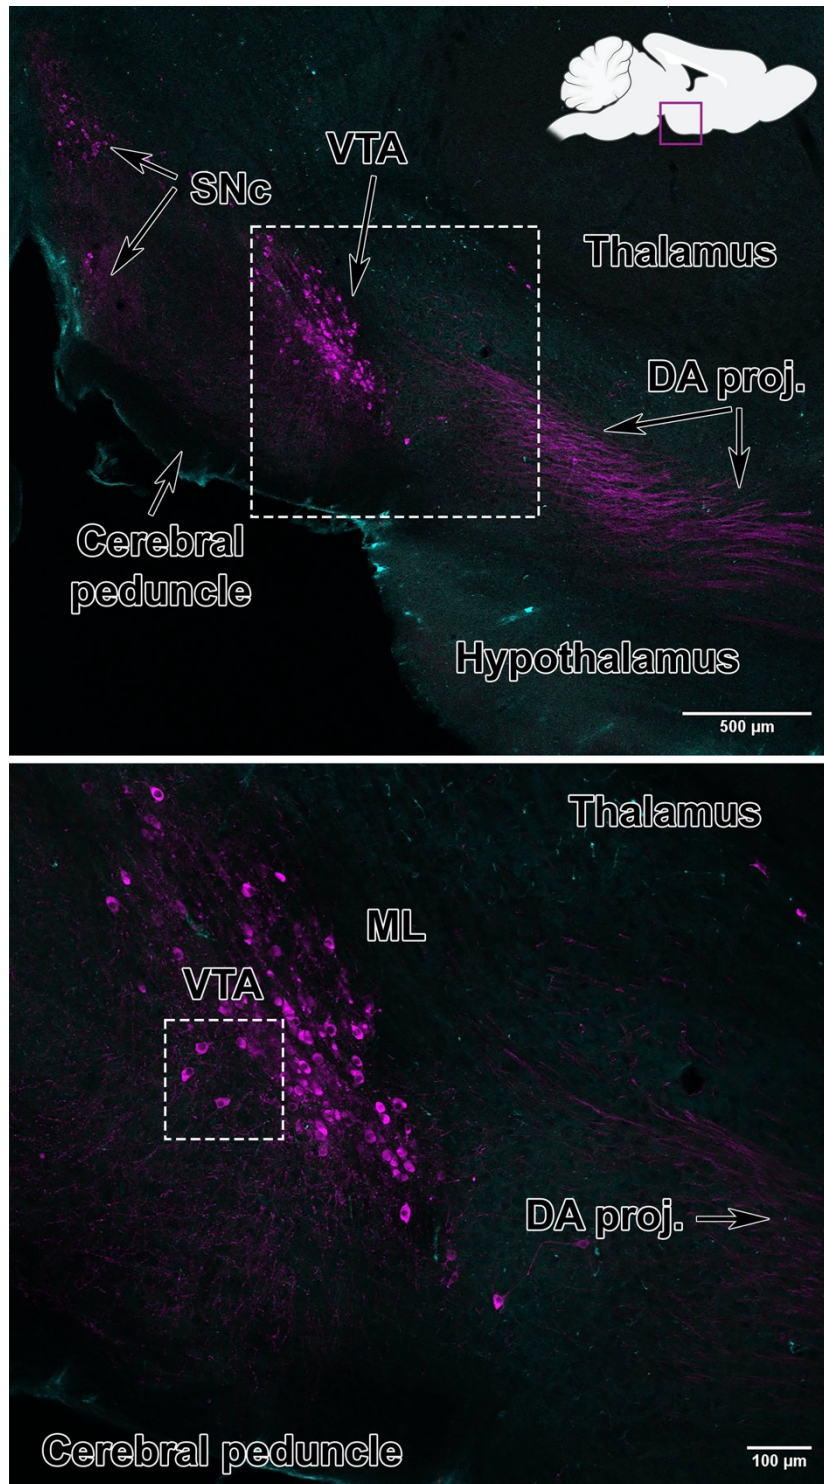 VTA
SNc
Thalamus
DA proj.
Cerebral
peduncle
Hypothalamus
500 µm
Thalamus
ML
VTA
DA proj.
Cerebral peduncle
100 µm